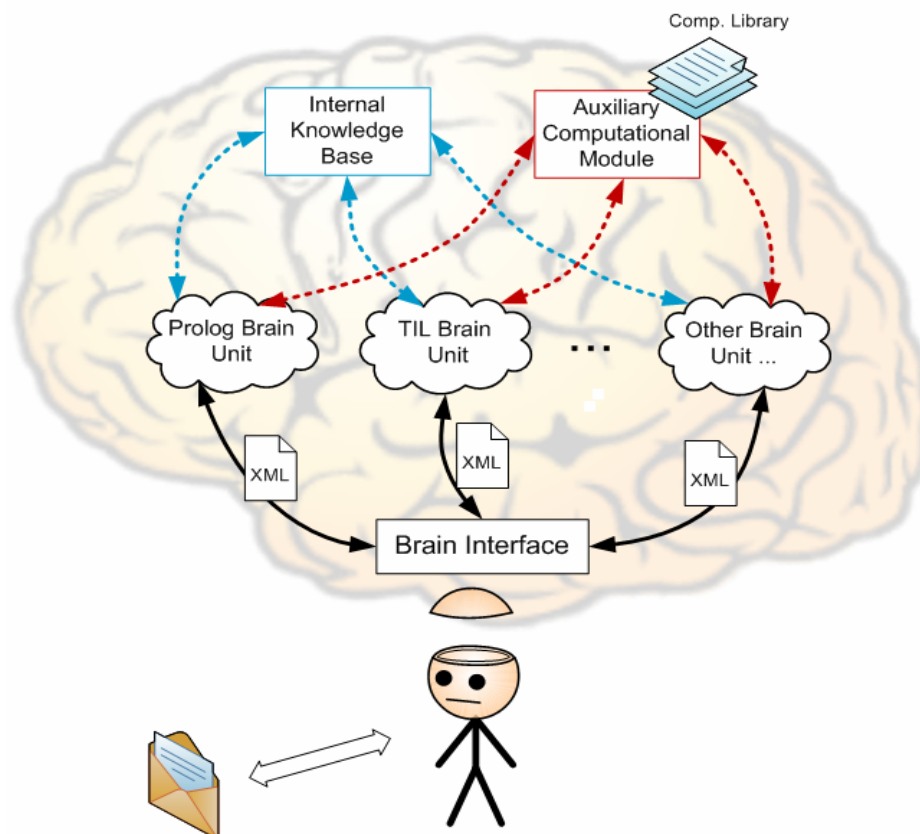 Comp. Library
Internal
Knowledge
Base
Auxiliary
Computational
Module
Prolog Brain
Unit
TIL Brain
Unit
...
Other Brain
Unit ...
XML
XML
XML
Brain Interface